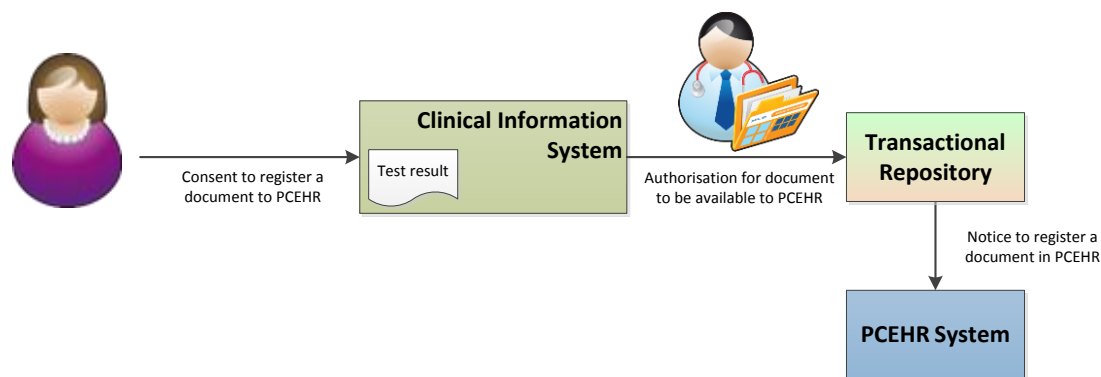 Consent to register a
document to PCEHR
Clinical Information
System
Test result
Authorisation for document
to be available to PCEHR
Transactional
Repository
Notice to register a
document in PCEHR
PCEHR System